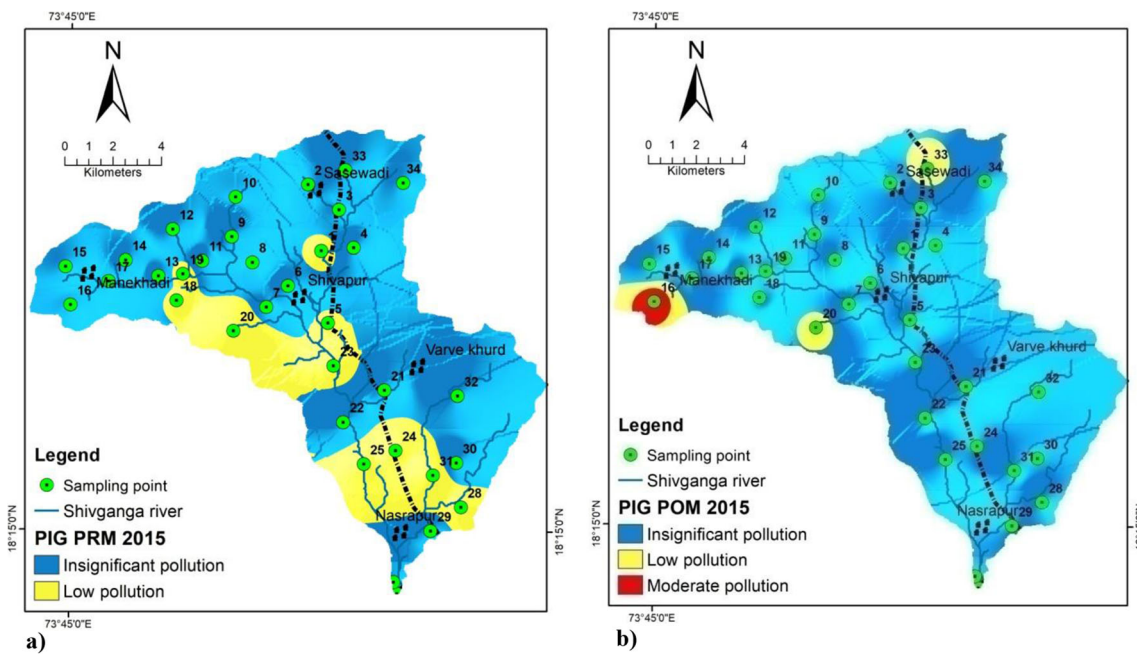 73°45'0"E
N
0 1 2 4
Kilometers
33
Sasewadi
34
2
3
10
12
9
4
11
8
15
14
13
19
17
Manekhadi
16
18
6
Shivapur
7
20
5
23
Varve khurd
21
32
22
24
25
30
31
28
Nasrapur
29
Legend
Sampling point
Shivganga river
PIG PRM 2015
Insignificant pollution
Low pollution
18°15'0"N
18°15'0"N
73°45'0"E
a)
73°45'0"E
N
0 1 2 4
Kilometers
33
Sasewadi
34
2
3
10
12
9
4
11
8
15
14
13
19
17
Manekhadi
16
18
6
Shivapur
7
20
5
23
Varve khurd
21
32
22
24
25
30
31
28
Nasrapur
29
Legend
Sampling point
Shivganga river
PIG POM 2015
Insignificant pollution
Low pollution
Moderate pollution
18°15'0"N
73°45'0"E
b)